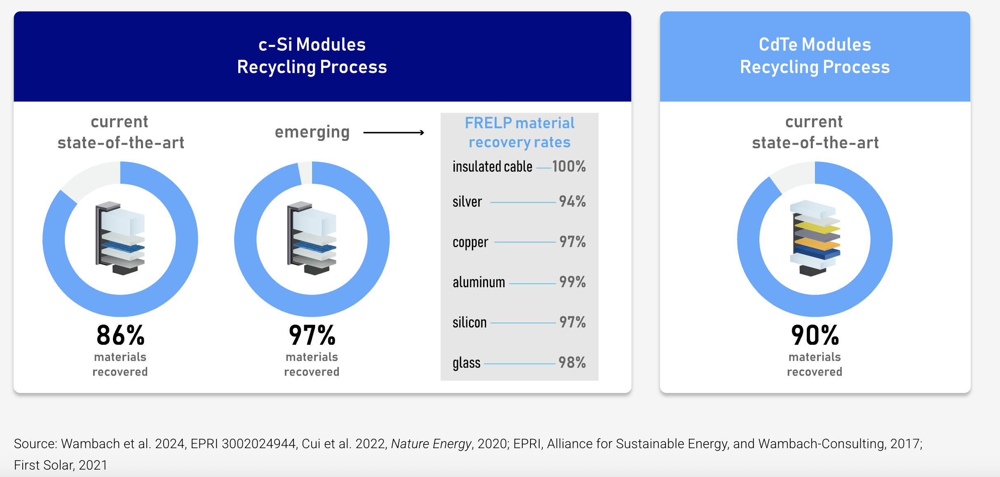 c-Si Modules
Recycling Process
current
state-of-the-art
86%
materials
recovered
emerging
97%
materials
recovered
FRELP material
recovery rates
insulated cable 100%
silver 94%
copper 97%
aluminum 99%
silicon 97%
glass 98%
CdTe Modules
Recycling Process
current
state-of-the-art
90%
materials
recovered
Source: Wambach et al. 2024, EPRI 3002024944, Cui et al. 2022, Nature Energy, 2020; EPRI, Alliance for Sustainable Energy, and Wambach-Consulting, 2017;
First Solar, 2021